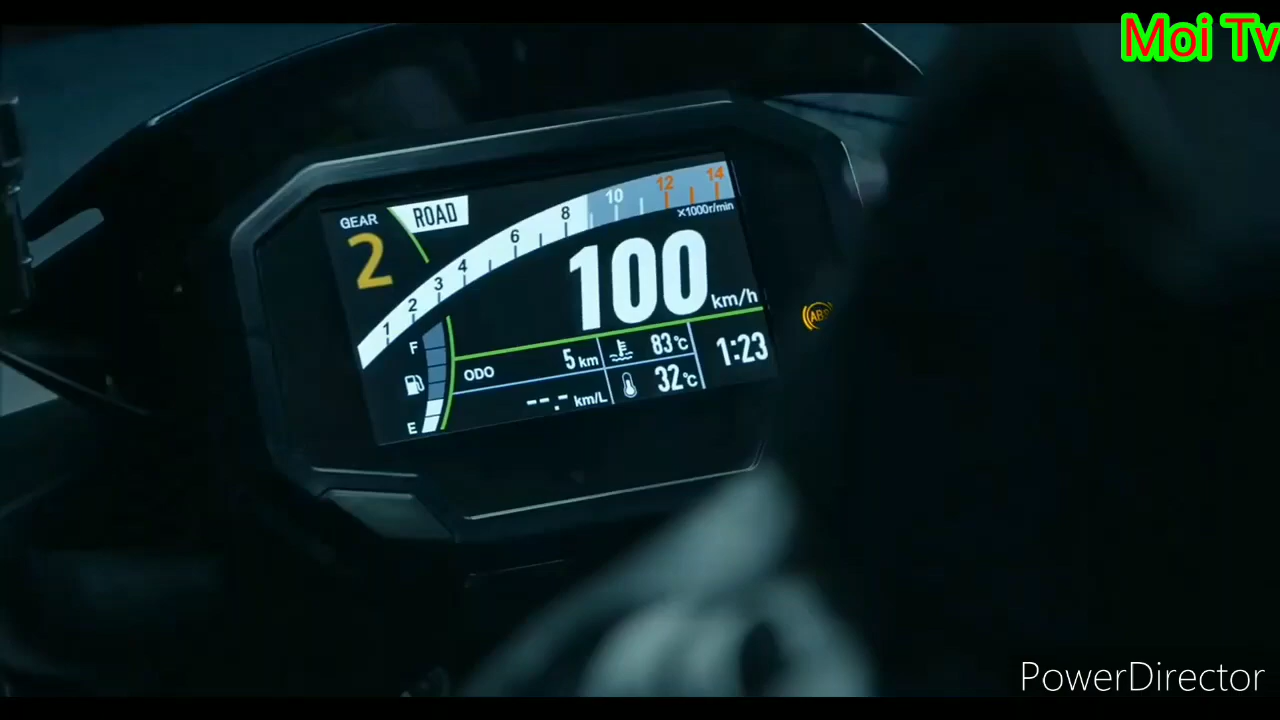 Moi Tv
GEAR
2
ROAD
1 2 3 4 6 8 10 12 14
×1000r/min
100 km/h
F
E
ODO 5 km
--.- km/L
83°C
32°C
1:23
ABS
PowerDirector